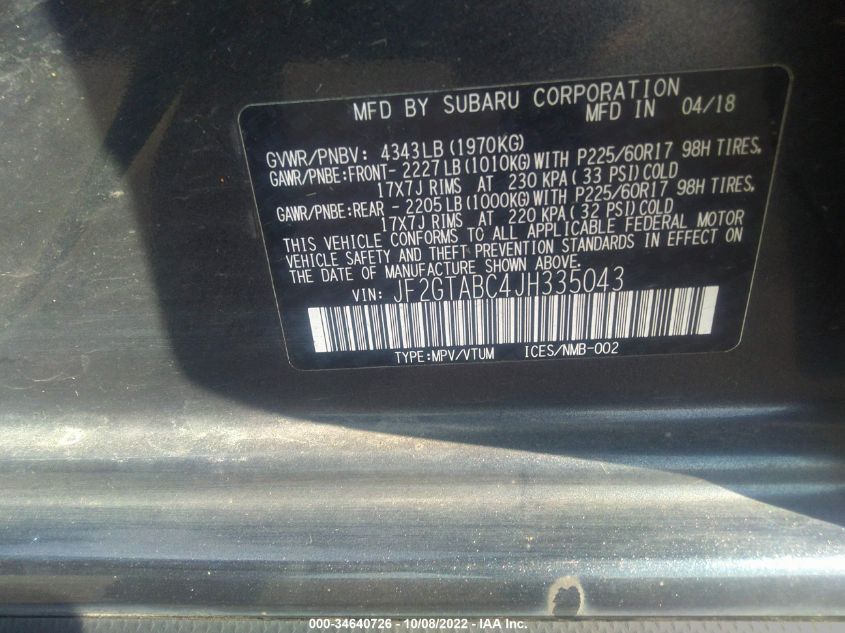 MFD BY SUBARU CORPORATION
MFD IN 04/18
GVWR/PNBV: 4343LB (1970KG)
GAWR/PNBE:FRONT- 2227 LB (1010KG) WITH P225/60R17 98H TIRES,
17X7J RIMS AT 230 KPA (33 PSI) COLD
GAWR/PNBE:REAR - 2205 LB (1000KG) WITH P225/60R17 98H TIRES,
17X7J RIMS AT 220 KPA (32 PSI) COLD
THIS VEHICLE CONFORMS TO ALL APPLICABLE FEDERAL MOTOR
VEHICLE SAFETY AND THEFT PREVENTION STANDARDS IN EFFECT ON
THE DATE OF MANUFACTURE SHOWN ABOVE.
VIN: JF2GTABC4JH335043
TYPE:MPV/VTUM ICES/NMB-002
000-34640726 - 10/08/2022 - IAA Inc.